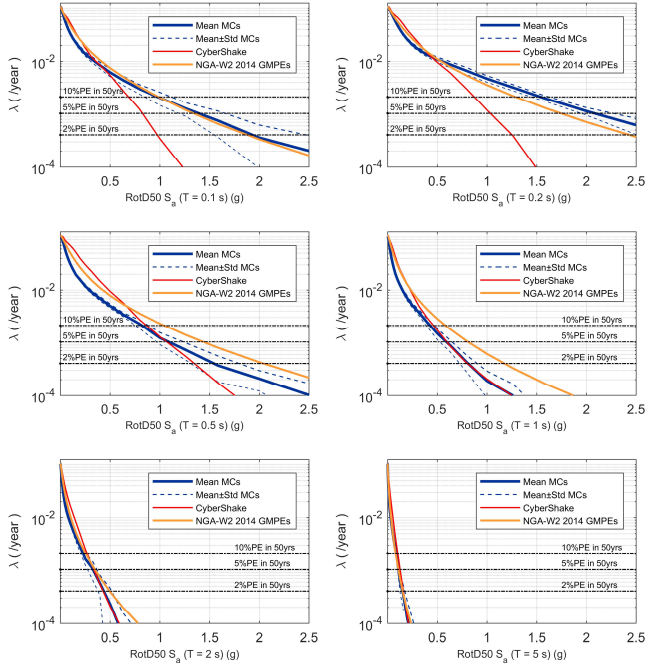 Mean MCs
Mean±Std MCs
CyberShake
NGA-W2 2014 GMPEs
10%PE in 50yrs
5%PE in 50yrs
2%PE in 50yrs
10-2
10-4
λ ( /year)
0.5 1 1.5 2 2.5
RotD50 Sa (T = 0.1 s) (g)
Mean MCs
Mean±Std MCs
CyberShake
NGA-W2 2014 GMPEs
10%PE in 50yrs
5%PE in 50yrs
2%PE in 50yrs
10-2
10-4
λ ( /year)
0.5 1 1.5 2 2.5
RotD50 Sa (T = 0.2 s) (g)
Mean MCs
Mean±Std MCs
CyberShake
NGA-W2 2014 GMPEs
10%PE in 50yrs
5%PE in 50yrs
2%PE in 50yrs
10-2
10-4
λ ( /year)
0.5 1 1.5 2 2.5
RotD50 Sa (T = 0.5 s) (g)
Mean MCs
Mean±Std MCs
CyberShake
NGA-W2 2014 GMPEs
10%PE in 50yrs
5%PE in 50yrs
2%PE in 50yrs
10-2
10-4
λ ( /year)
0.5 1 1.5 2 2.5
RotD50 Sa (T = 1 s) (g)
Mean MCs
Mean±Std MCs
CyberShake
NGA-W2 2014 GMPEs
10%PE in 50yrs
5%PE in 50yrs
2%PE in 50yrs
10-2
10-4
λ ( /year)
0.5 1 1.5 2 2.5
RotD50 Sa (T = 2 s) (g)
Mean MCs
Mean±Std MCs
CyberShake
NGA-W2 2014 GMPEs
10%PE in 50yrs
5%PE in 50yrs
2%PE in 50yrs
10-2
10-4
λ ( /year)
0.5 1 1.5 2 2.5
RotD50 Sa (T = 5 s) (g)